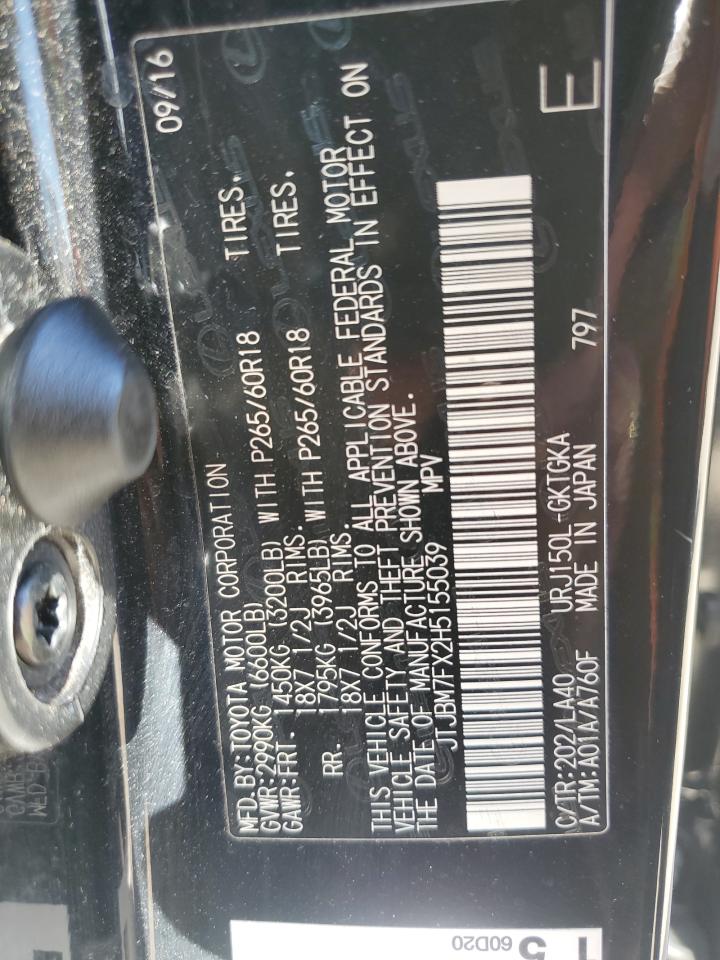 MFD.BY:TOYOTA MOTOR CORPORATION 09/16
GVWR:2990KG (6600LB)
GAWR:FRT. 1450KG (3200LB) WITH P265/60R18 TIRES.
18X7 1/2J RIMS.
RR. 1795KG (3965LB) WITH P265/60R18 TIRES.
18X7 1/2J RIMS.
THIS VEHICLE CONFORMS TO ALL APPLICABLE FEDERAL MOTOR
VEHICLE SAFETY AND THEFT PREVENTION STANDARDS IN EFFECT ON
THE DATE OF MANUFACTURE SHOWN ABOVE.
JTJBM7FX2H5155039 MPV
C/TR:202/LA40 URJ150L-GKTGKA
A/TM:A01A/A760F MADE IN JAPAN 797 E
5
60D20